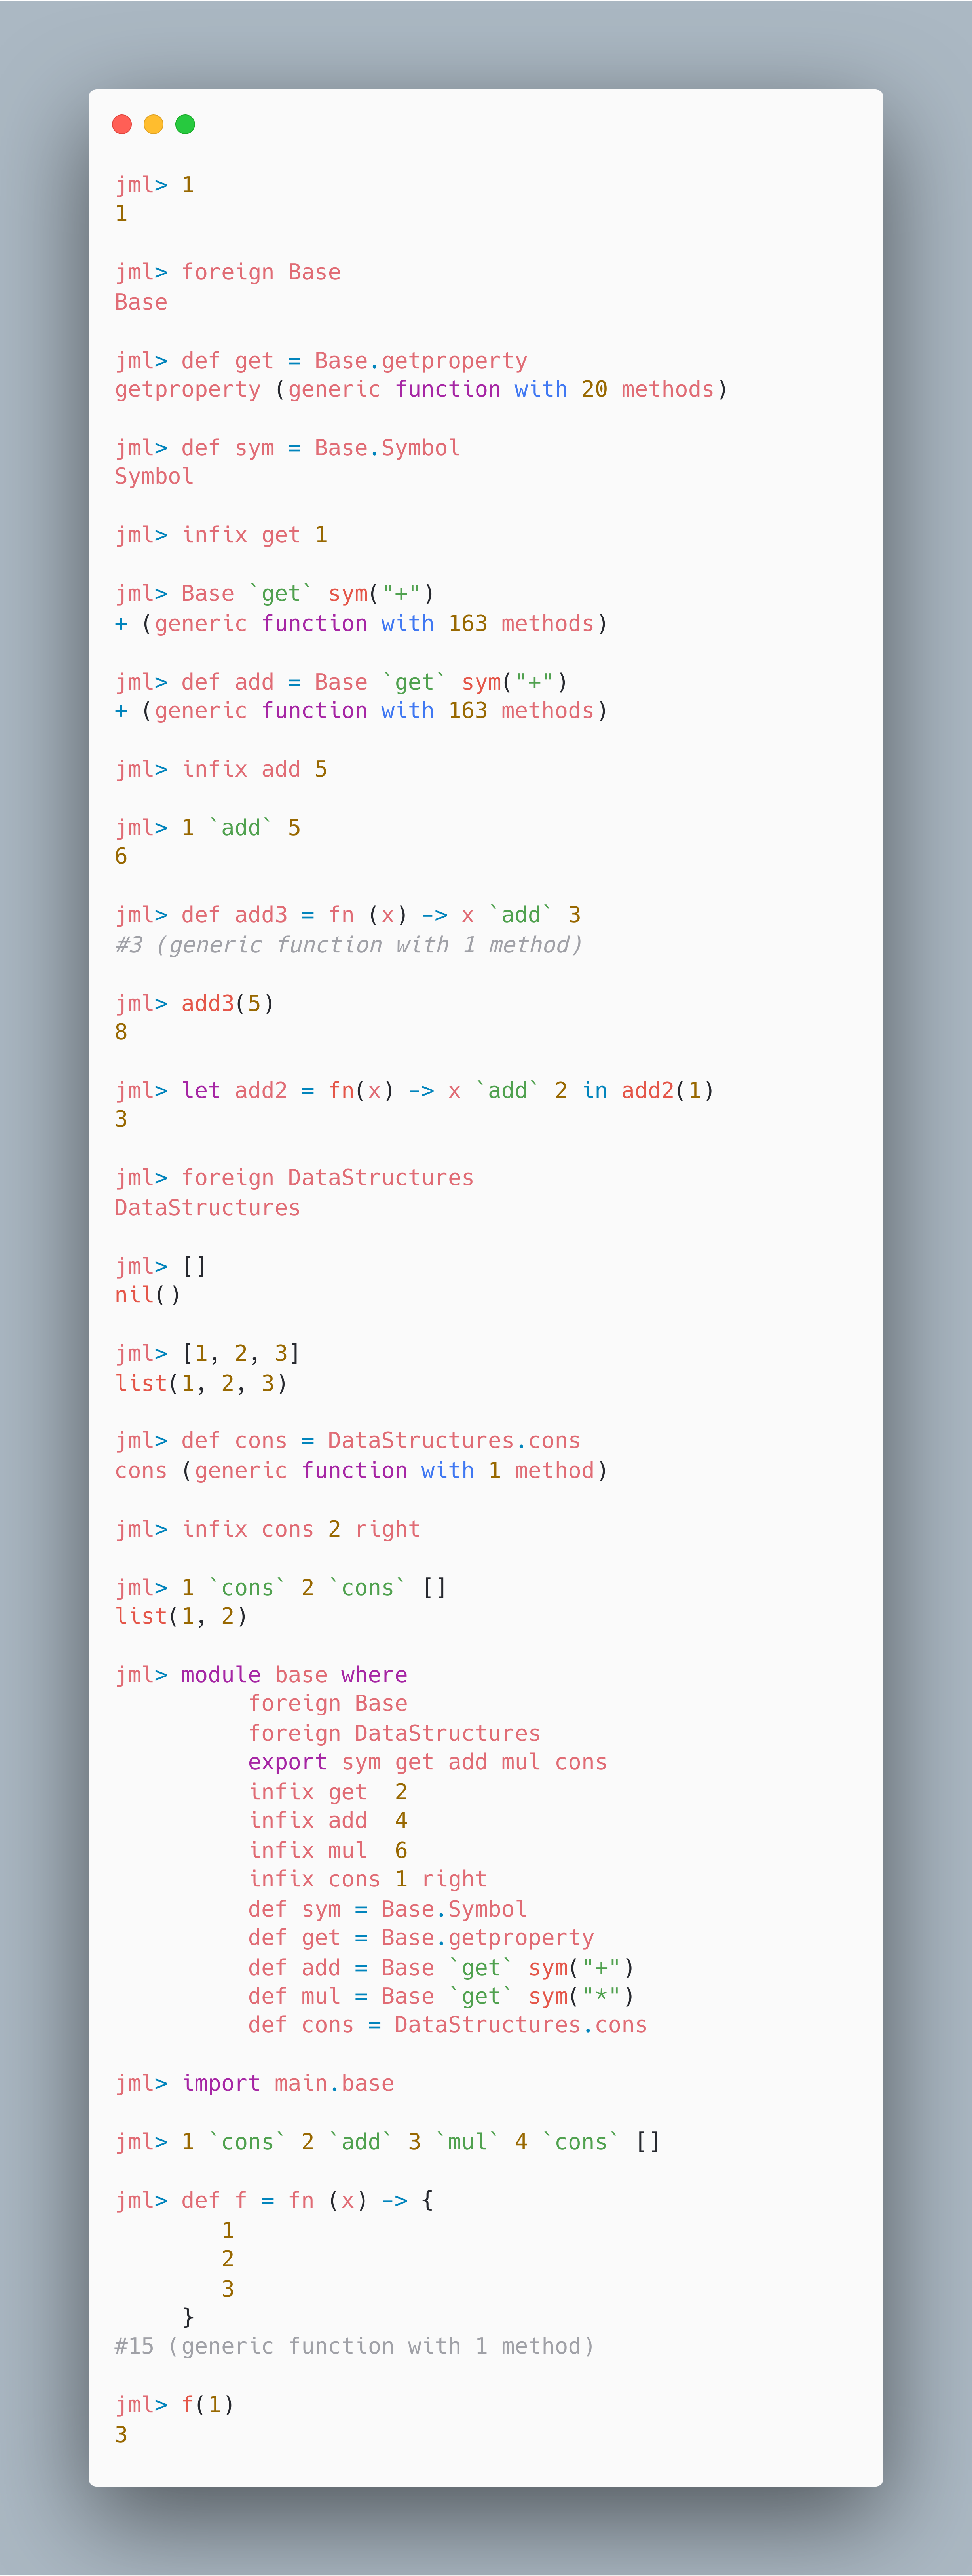 jml> 1
1
jml> foreign Base
Base
jml> def get = Base.getproperty
getproperty (generic function with 20 methods)
jml> def sym = Base.Symbol
Symbol
jml> infix get 1
jml> Base `get` sym("+")
+ (generic function with 163 methods)
jml> def add = Base `get` sym("+")
+ (generic function with 163 methods)
jml> infix add 5
jml> 1 `add` 5
6
jml> def add3 = fn (x) -> x `add` 3
#3 (generic function with 1 method)
jml> add3(5)
8
jml> let add2 = fn(x) -> x `add` 2 in add2(1)
3
jml> foreign DataStructures
DataStructures
jml> []
nil()
jml> [1, 2, 3]
list(1, 2, 3)
jml> def cons = DataStructures.cons
cons (generic function with 1 method)
jml> infix cons 2 right
jml> 1 `cons` 2 `cons` []
list(1, 2)
jml> module base where
foreign Base
foreign DataStructures
export sym get add mul cons
infix get  2
infix add  4
infix mul  6
infix cons 1 right
def sym = Base.Symbol
def get = Base.getproperty
def add = Base `get` sym("+")
def mul = Base `get` sym("*")
def cons = DataStructures.cons
jml> import main.base
jml> 1 `cons` 2 `add` 3 `mul` 4 `cons` []
jml> def f = fn (x) -> {
1
2
3
}
#15 (generic function with 1 method)
jml> f(1)
3